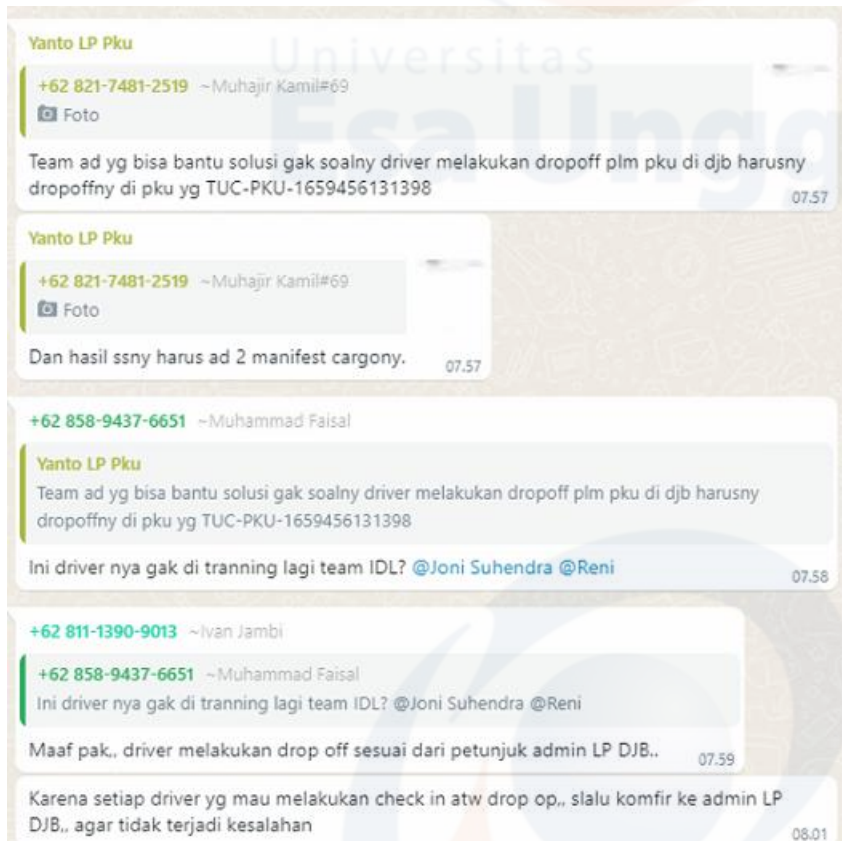 Yanto LP Pku
+62 821-7481-2519 ~Muhajir Kamil#69
Foto
Team ad yg bisa bantu solusi gak soalny driver melakukan dropoff plm pku di djb harusny
dropoffny di pku yg TUC-PKU-1659456131398
07.57
Yanto LP Pku
+62 821-7481-2519 ~Muhajir Kamil#69
Foto
Dan hasil ssny harus ad 2 manifest cargony.
07.57
+62 858-9437-6651 ~Muhammad Faisal
Yanto LP Pku
Team ad yg bisa bantu solusi gak soalny driver melakukan dropoff plm pku di djb harusny
dropoffny di pku yg TUC-PKU-1659456131398
Ini driver nya gak di tranning lagi team IDL? @Joni Suhendra @Reni
07.58
+62 811-1390-9013 ~Ivan Jambi
+62 858-9437-6651 ~Muhammad Faisal
Ini driver nya gak di tranning lagi team IDL? @Joni Suhendra @Reni
Maaf pak,, driver melakukan drop off sesuai dari petunjuk admin LP DJB..
07.59
Karena setiap driver yg mau melakukan check in atw drop op,, slalu komfir ke admin LP
DJB,, agar tidak terjadi kesalahan
08.01
Universitas
Esa Ungg